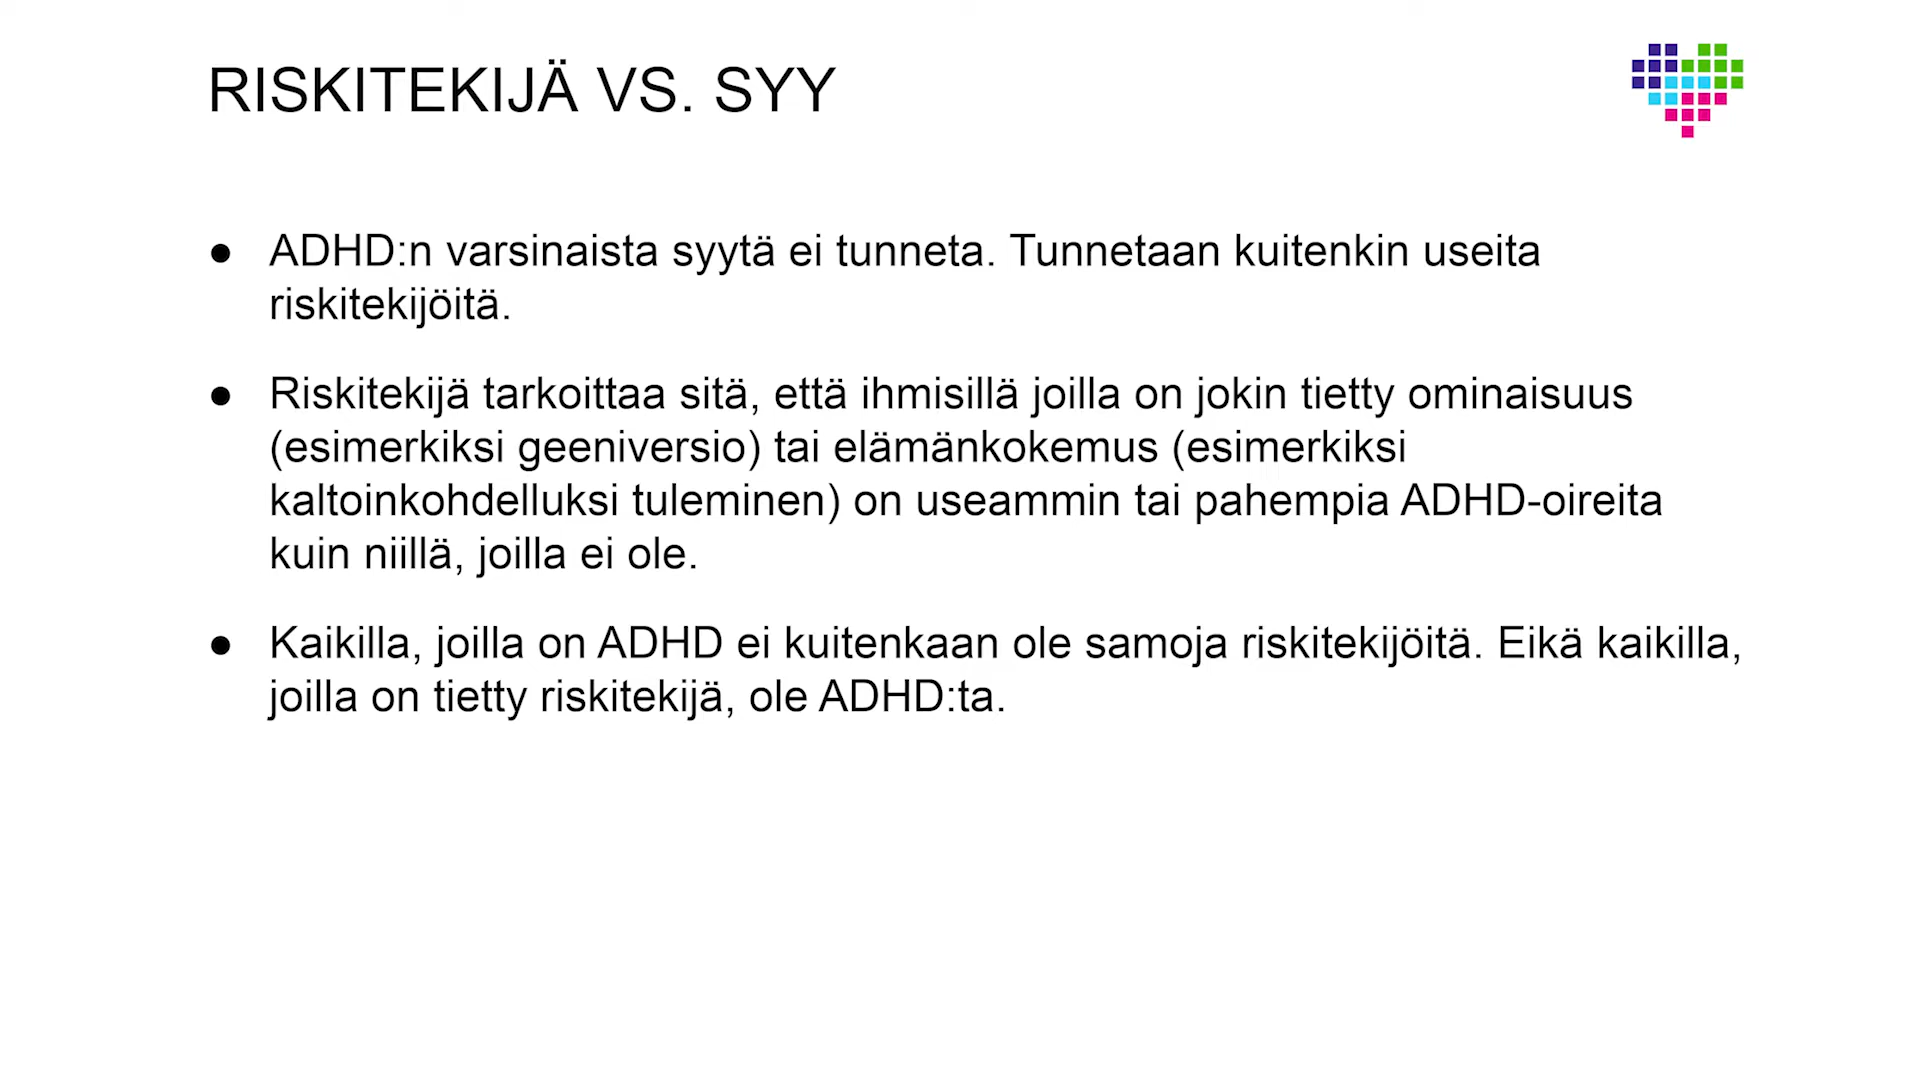 RISKITEKIJÄ VS. SYY
● ADHD:n varsinaista syytä ei tunneta. Tunnetaan kuitenkin useita
riskitekijöitä.
● Riskitekijä tarkoittaa sitä, että ihmisillä joilla on jokin tietty ominaisuus
(esimerkiksi geeniversio) tai elämänkokemus (esimerkiksi
kaltoinkohdelluksi tuleminen) on useammin tai pahempia ADHD-oireita
kuin niillä, joilla ei ole.
● Kaikilla, joilla on ADHD ei kuitenkaan ole samoja riskitekijöitä. Eikä kaikilla,
joilla on tietty riskitekijä, ole ADHD:ta.